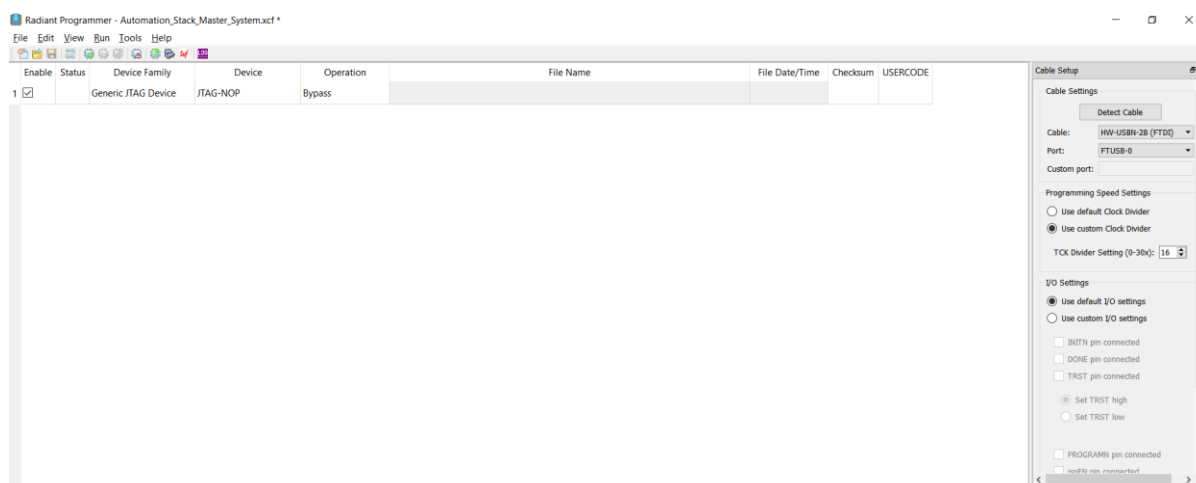 Radiant Programmer - Automation_Stack_Master_System.xcf *
File Edit View Run Tools Help
LOG
Enable Status Device Family Device Operation File Name File Date/Time Checksum USERCODE
1 Generic JTAG Device JTAG-NOP Bypass
Cable Setup
Cable Settings
Detect Cable
Cable: HW-USBN-2B (FTDI)
Port: FTUSB-0
Custom port:
Programming Speed Settings
Use default Clock Divider
Use custom Clock Divider
TCK Divider Setting (0-30x): 16
I/O Settings
Use default I/O settings
Use custom I/O settings
INITN pin connected
DONE pin connected
TRST pin connected
Set TRST high
Set TRST low
PROGRAMN pin connected
ispEN pin connected